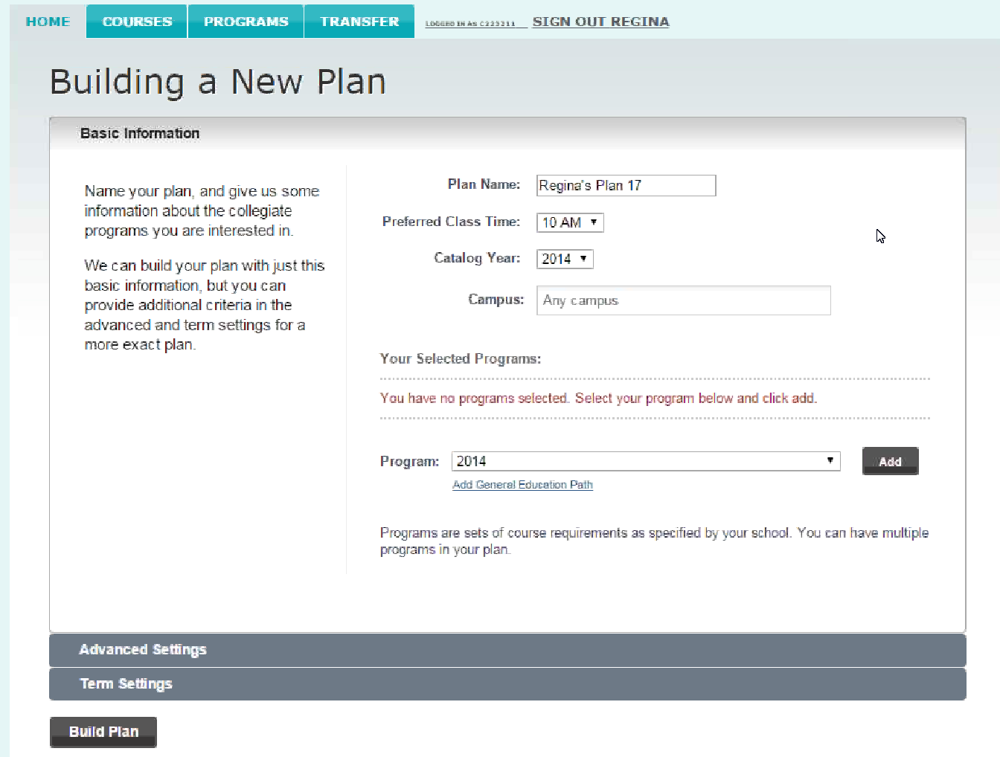 HOME COURSES PROGRAMS TRANSFER LOGGED IN AS C223311 SIGN OUT REGINA
Building a New Plan
Basic Information
Name your plan, and give us some
information about the collegiate
programs you are interested in.
We can build your plan with just this
basic information, but you can
provide additional criteria in the
advanced and term settings for a
more exact plan.
Plan Name: Regina's Plan 17
Preferred Class Time: 10 AM
Catalog Year: 2014
Campus: Any campus
Your Selected Programs:
You have no programs selected. Select your program below and click add.
Program: 2014 Add
Add General Education Path
Programs are sets of course requirements as specified by your school. You can have multiple
programs in your plan.
Advanced Settings
Term Settings
Build Plan